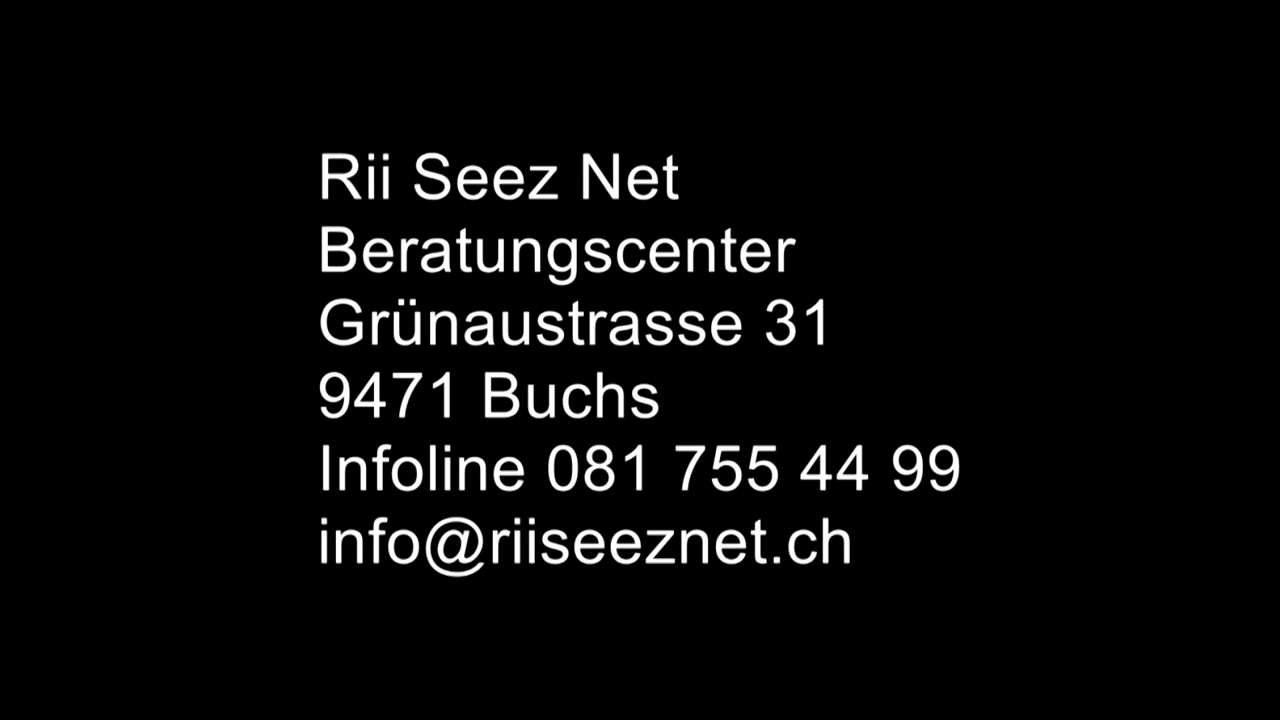 Rii Seez Net
Beratungscenter
Grünaustrasse 31
9471 Buchs
Infoline 081 755 44 99
info@riiseeznet.ch